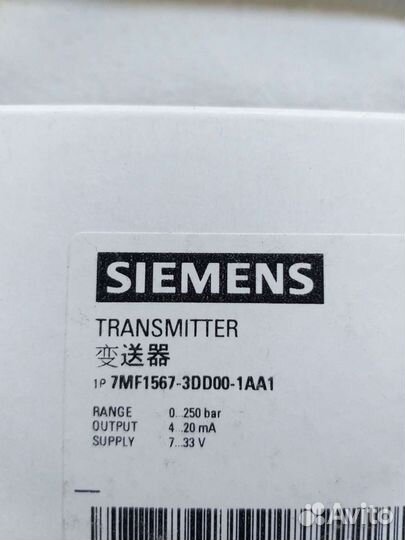 SIEMENS
TRANSMITTER
变送器
1P 7MF1567-3DD00-1AA1
RANGE 0...250 bar
OUTPUT 4...20 mA
SUPPLY 7...33 V
Avito